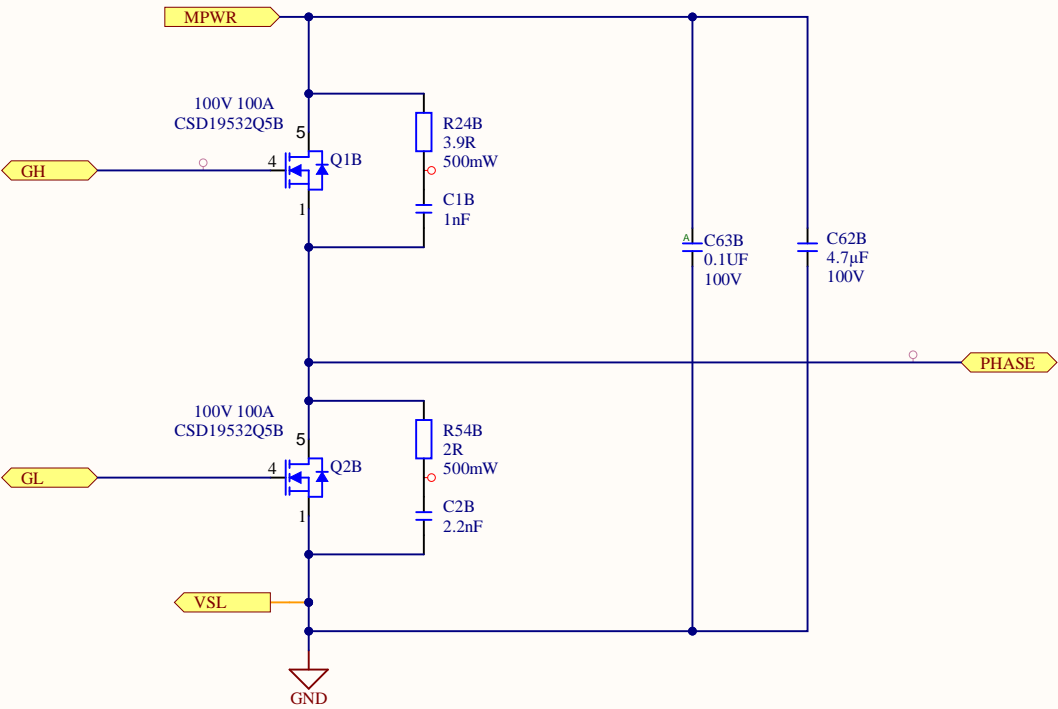 MPWR
100V 100A
CSD19532Q5B
5
4
Q1B
1
GH
R24B
3.9R
500mW
C1B
1nF
A
C63B
0.1UF
100V
C62B
4.7µF
100V
PHASE
100V 100A
CSD19532Q5B
5
4
Q2B
1
GL
R54B
2R
500mW
C2B
2.2nF
VSL
GND